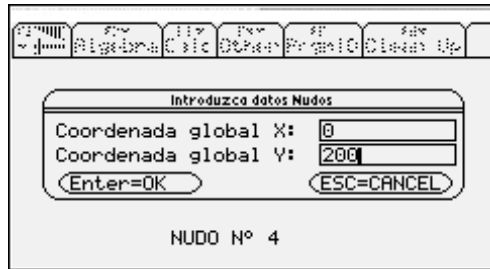 Algebra Calc Other PrgmIO Clean Up
Introduzca datos Nudos
Coordenada global X: 0
Coordenada global Y: 200
Enter=OK ESC=CANCEL
NUDO Nº 4